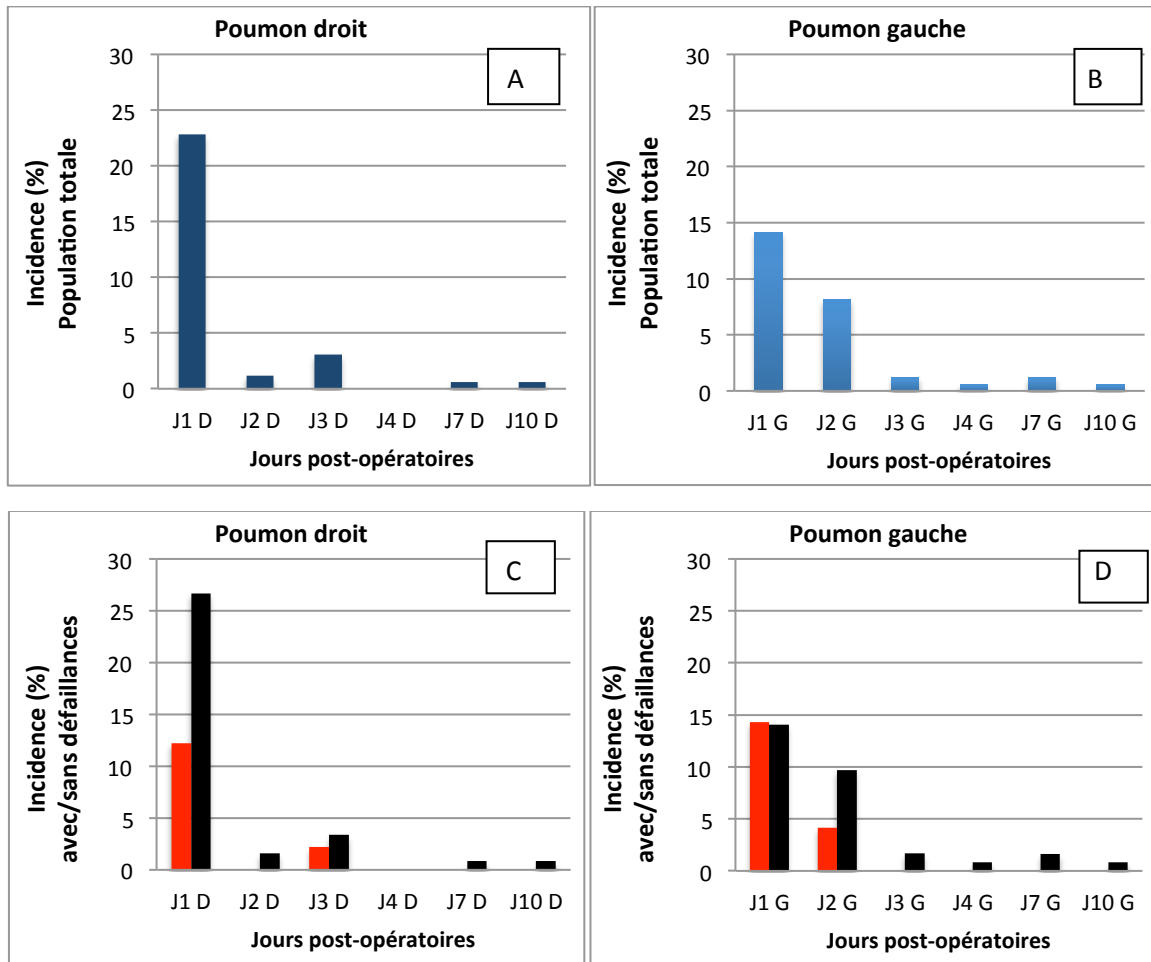 Poumon droit
A
Incidence (%)
Population totale
30
25
20
15
10
5
0
J1 D J2 D J3 D J4 D J7 D J10 D
Jours post-opératoires
Poumon gauche
B
Incidence (%)
Population totale
30
25
20
15
10
5
0
J1 G J2 G J3 G J4 G J7 G J10 G
Jours post-opératoires
Poumon droit
C
Incidence (%)
avec/sans défaillances
30
25
20
15
10
5
0
J1 D J2 D J3 D J4 D J7 D J10 D
Jours post-opératoires
Poumon gauche
D
Incidence (%)
avec/sans défaillances
30
25
20
15
10
5
0
J1 G J2 G J3 G J4 G J7 G J10 G
Jours post-opératoires